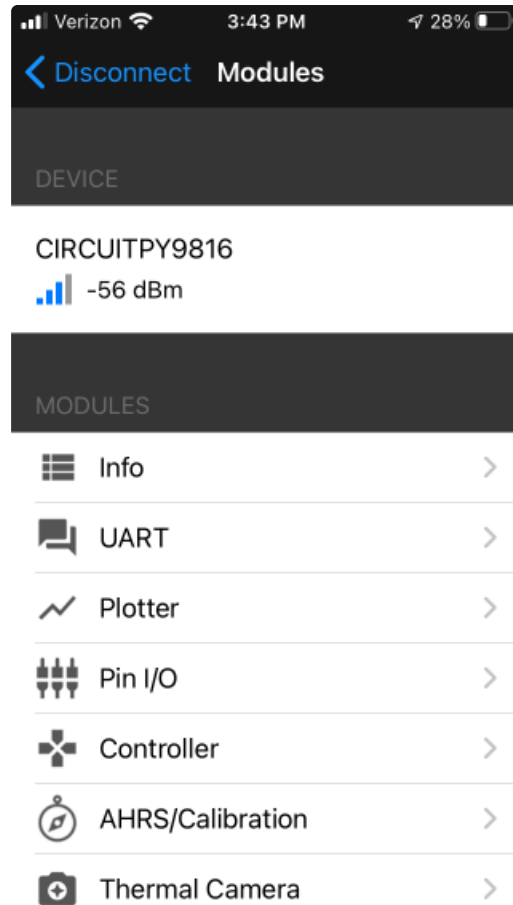 Verizon 3:43 PM 28%
Disconnect Modules
DEVICE
CIRCUITPY9816
-56 dBm
MODULES
Info
UART
Plotter
Pin I/O
Controller
AHRS/Calibration
Thermal Camera